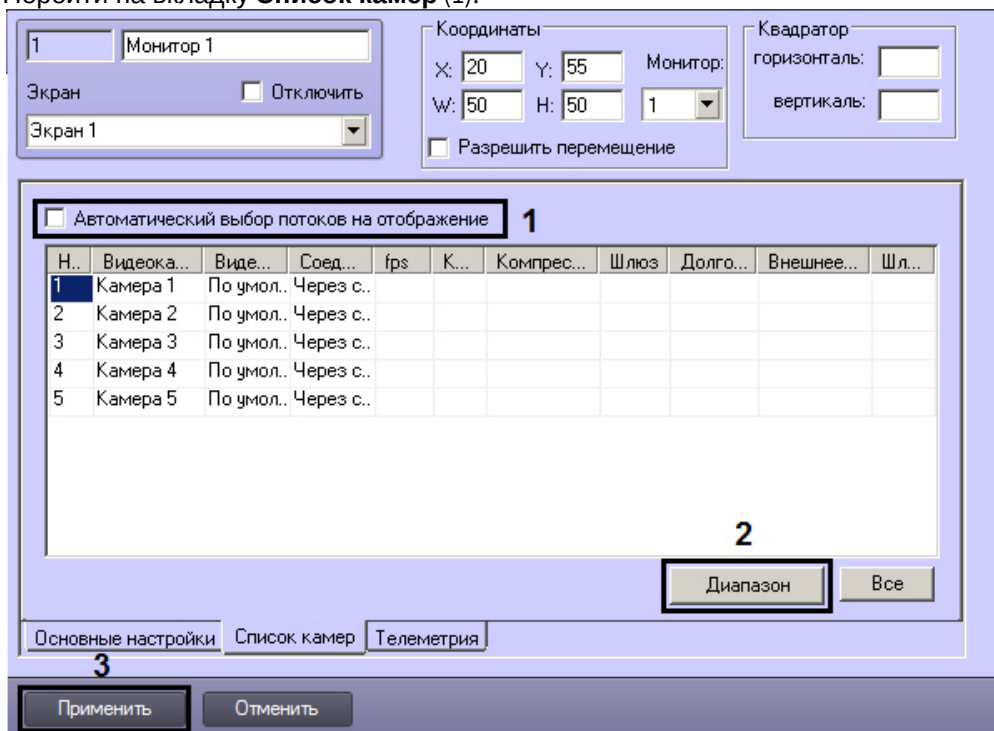 Перейти на вкладку Список камер (1).
1 Монитор 1
Экран Отключить
Экран 1
Координаты
X: 20 Y: 55 Монитор:
W: 50 H: 50 1
Разрешить перемещение
Квадратор
горизонталь:
вертикаль:
Автоматический выбор потоков на отображение 1
Н.. Видеока... Виде... Соед... fps К... Компрес... Шлюз Долго... Внешнее... Шл...
1 Камера 1 По умол.. Через с..
2 Камера 2 По умол.. Через с..
3 Камера 3 По умол.. Через с..
4 Камера 4 По умол.. Через с..
5 Камера 5 По умол.. Через с..
2
Диапазон Все
Основные настройки Список камер Телеметрия
3
Применить Отменить